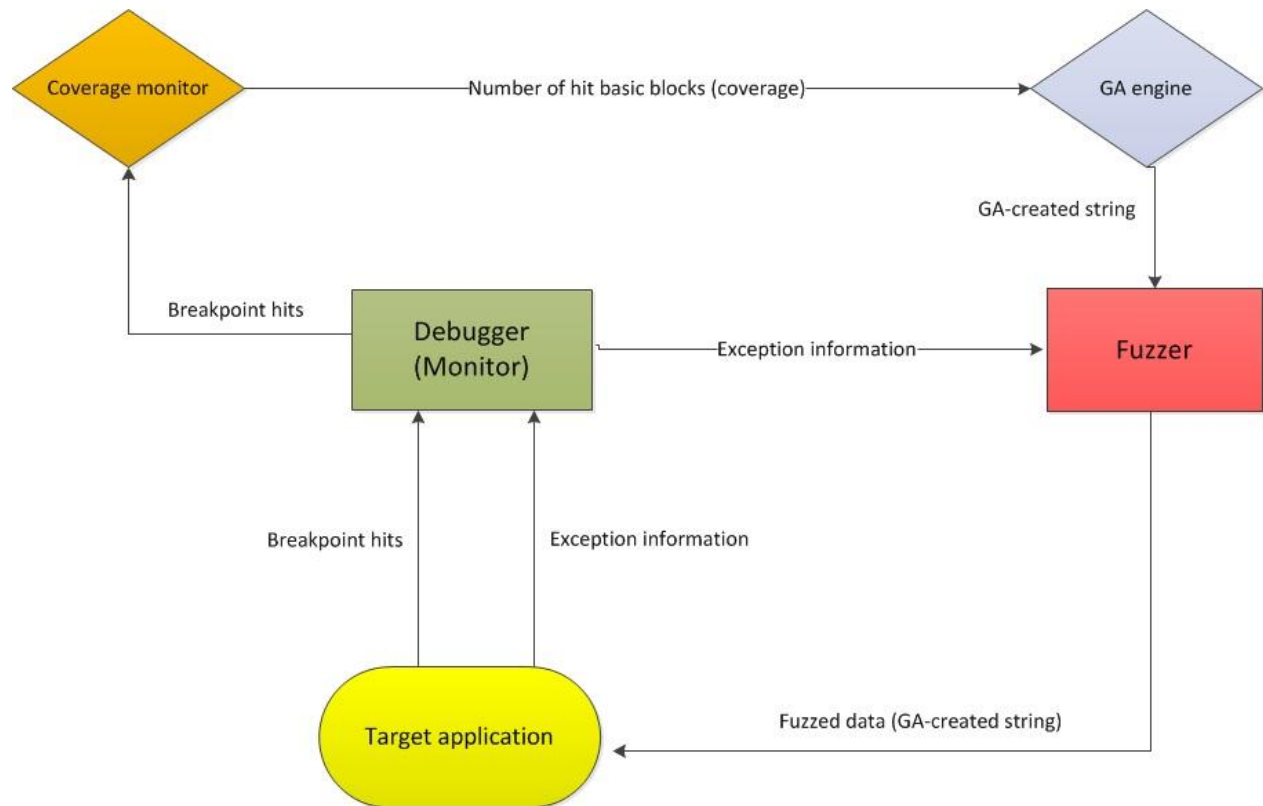 Coverage monitor
Number of hit basic blocks (coverage)
GA engine
GA-created string
Breakpoint hits
Debugger
(Monitor)
Exception information
Fuzzer
Breakpoint hits
Exception information
Target application
Fuzzed data (GA-created string)